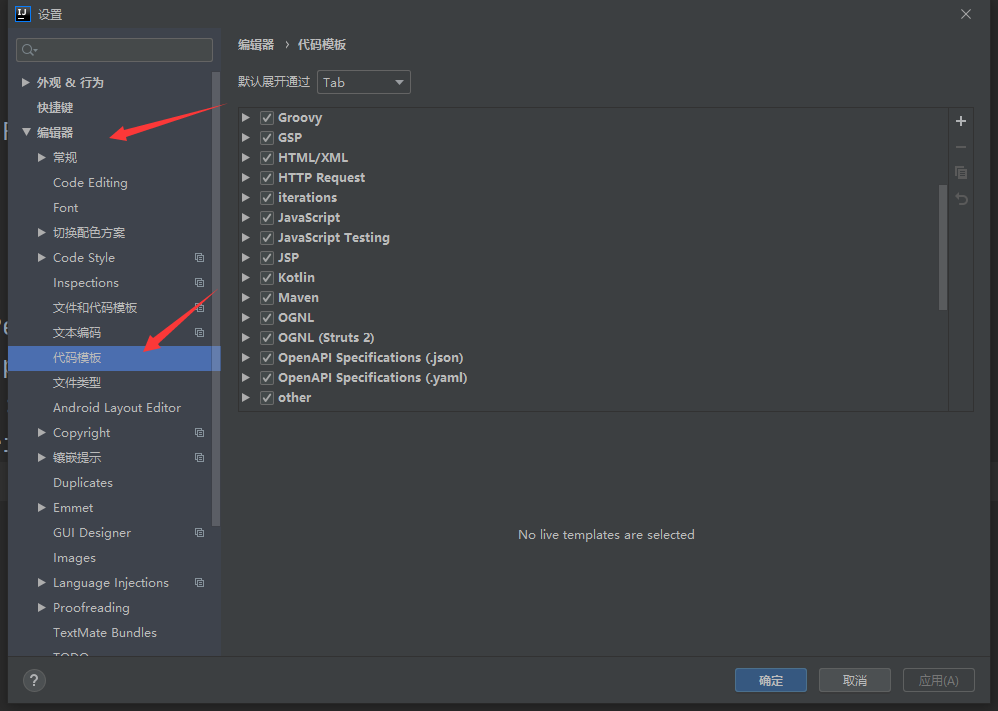 设置
外观 & 行为
快捷键
编辑器
常规
Code Editing
Font
切换配色方案
Code Style
Inspections
文件和代码模板
文本编码
代码模板
文件类型
Android Layout Editor
Copyright
镶嵌提示
Duplicates
Emmet
GUI Designer
Images
Language Injections
Proofreading
TextMate Bundles
TODO
编辑器 › 代码模板
默认展开通过 Tab
Groovy
GSP
HTML/XML
HTTP Request
iterations
JavaScript
JavaScript Testing
JSP
Kotlin
Maven
OGNL
OGNL (Struts 2)
OpenAPI Specifications (.json)
OpenAPI Specifications (.yaml)
other
No live templates are selected
? 确定 取消 应用(A)